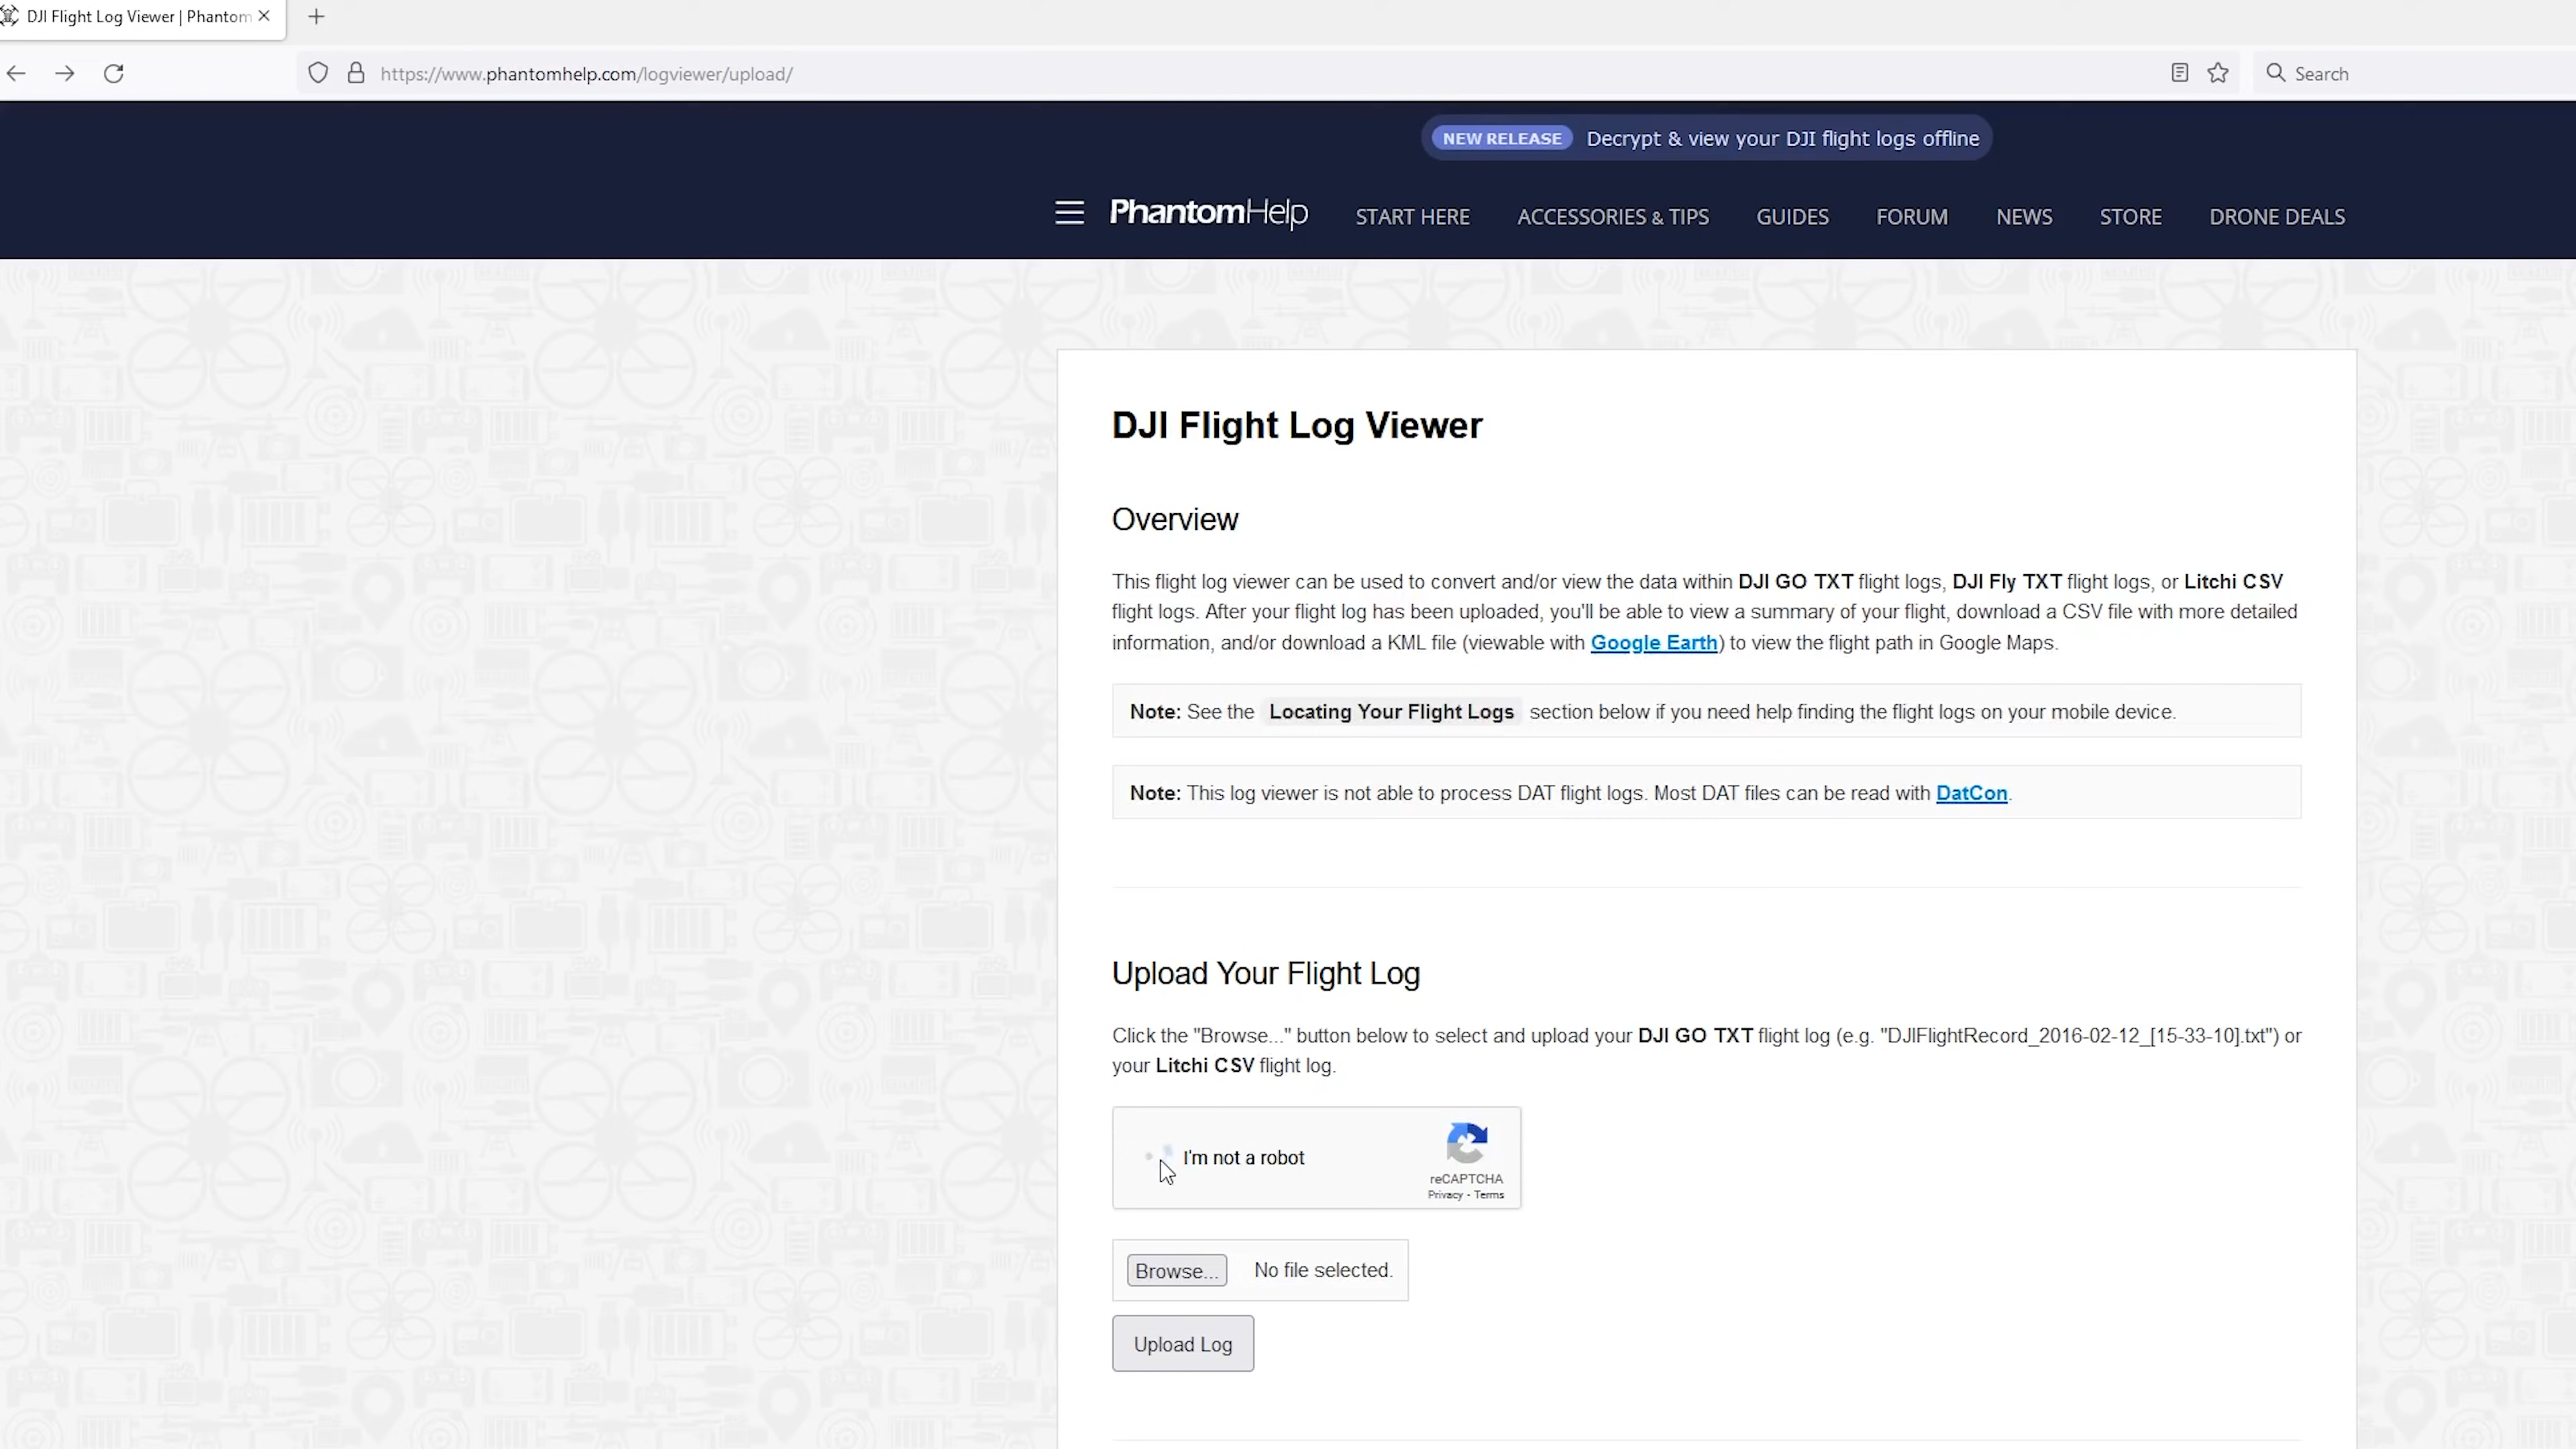 DJI Flight Log Viewer | Phantom
https://www.phantomhelp.com/logviewer/upload/
Search
NEW RELEASE Decrypt & view your DJI flight logs offline
PhantomHelp START HERE ACCESSORIES & TIPS GUIDES FORUM NEWS STORE DRONE DEALS
DJI Flight Log Viewer
Overview
This flight log viewer can be used to convert and/or view the data within DJI GO TXT flight logs, DJI Fly TXT flight logs, or Litchi CSV
flight logs. After your flight log has been uploaded, you'll be able to view a summary of your flight, download a CSV file with more detailed
information, and/or download a KML file (viewable with Google Earth) to view the flight path in Google Maps.
Note: See the Locating Your Flight Logs section below if you need help finding the flight logs on your mobile device.
Note: This log viewer is not able to process DAT flight logs. Most DAT files can be read with DatCon.
Upload Your Flight Log
Click the "Browse..." button below to select and upload your DJI GO TXT flight log (e.g. "DJIFlightRecord_2016-02-12_[15-33-10].txt") or
your Litchi CSV flight log.
I'm not a robot
reCAPTCHA
Privacy - Terms
Browse... No file selected.
Upload Log